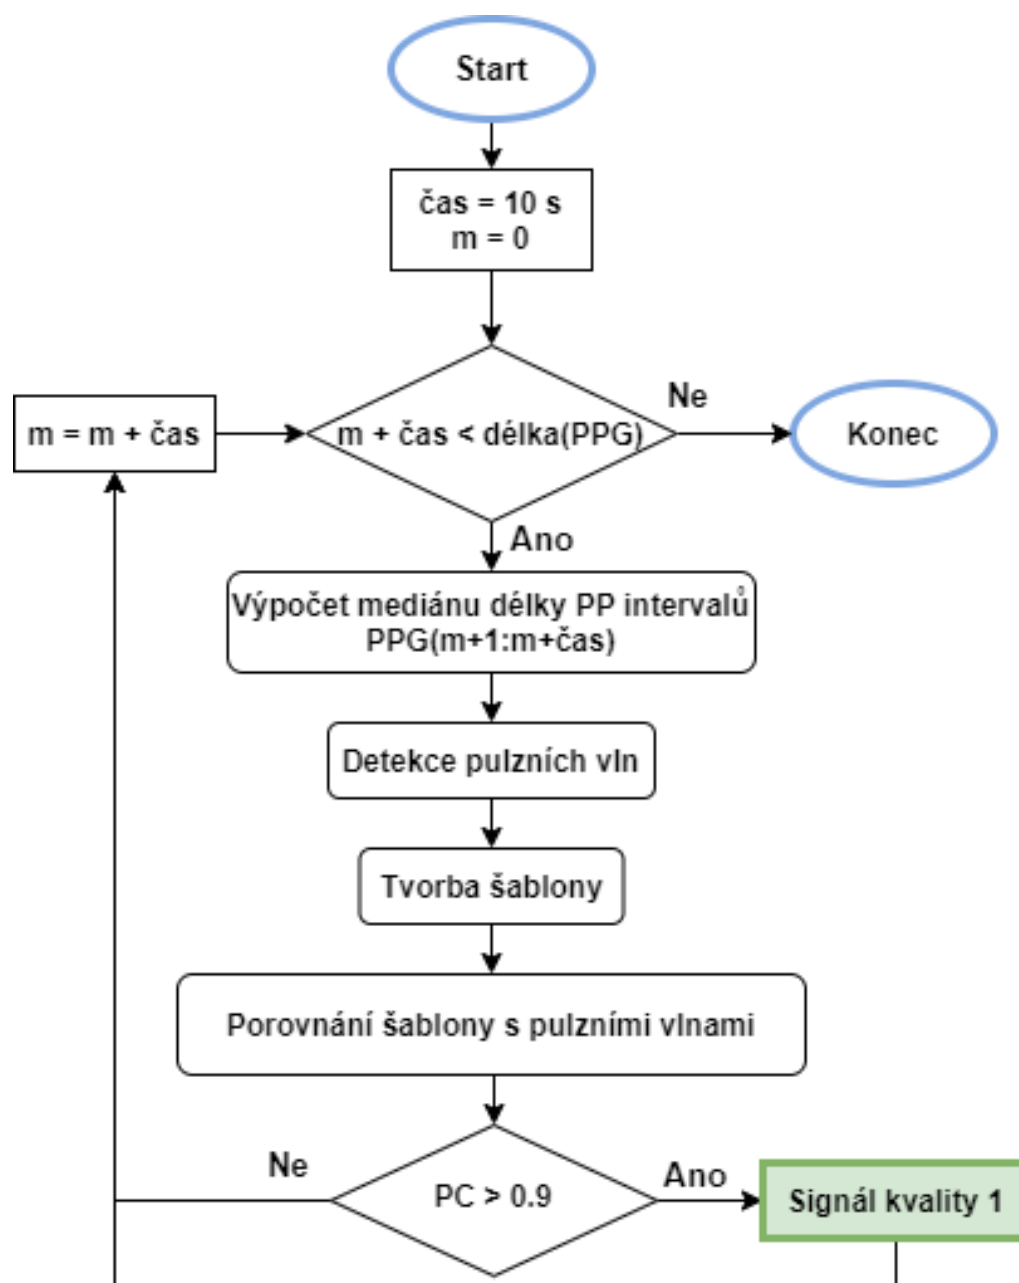 Start
čas = 10 s
m = 0
m = m + čas
m + čas < délka(PPG)
Ne
Konec
Ano
Výpočet mediánu délky PP intervalů
PPG(m+1:m+čas)
Detekce pulzních vln
Tvorba šablony
Porovnání šablony s pulzními vlnami
Ne
PC > 0.9
Ano
Signál kvality 1